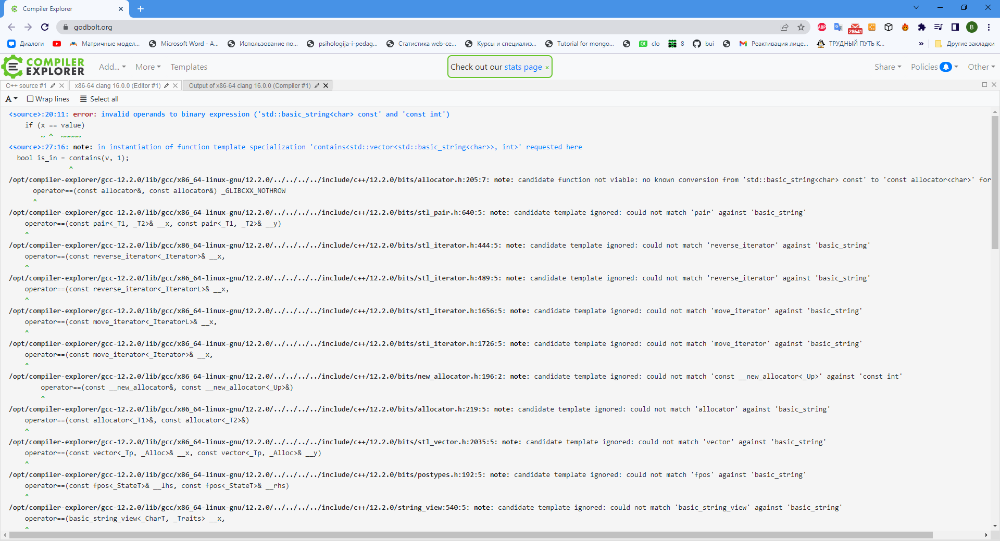 Compiler Explorer
godbolt.org
ABP
28641
B
Диалоги
Матричные модел...
Microsoft Word - A...
Использование по...
psihologija-i-pedag...
Статистика web-се...
Курсы и специализ...
Tutorial for mongo...
Qt clo
8
bui
Реактивация лице...
ТРУДНЫЙ ПУТЬ К...
»
Другие закладки
COMPILER EXPLORER
Add...
More
Templates
Check out our stats page ×
Share
Policies
Other
C++ source #1
x86-64 clang 16.0.0 (Editor #1)
Output of x86-64 clang 16.0.0 (Compiler #1)
A
Wrap lines
Select all
<source>:20:11: error: invalid operands to binary expression ('std::basic_string<char> const' and 'const int')
if (x == value)
~ ^ ~~~~~
<source>:27:16: note: in instantiation of function template specialization 'contains<std::vector<std::basic_string<char>>, int>' requested here
bool is_in = contains(v, 1);
^
/opt/compiler-explorer/gcc-12.2.0/lib/gcc/x86_64-linux-gnu/12.2.0/../../../../include/c++/12.2.0/bits/allocator.h:205:7: note: candidate function not viable: no known conversion from 'std::basic_string<char> const' to 'const allocator<char>' for
operator==(const allocator&, const allocator&) _GLIBCXX_NOTHROW
^
/opt/compiler-explorer/gcc-12.2.0/lib/gcc/x86_64-linux-gnu/12.2.0/../../../../include/c++/12.2.0/bits/stl_pair.h:640:5: note: candidate template ignored: could not match 'pair' against 'basic_string'
operator==(const pair<_T1, _T2>& __x, const pair<_T1, _T2>& __y)
^
/opt/compiler-explorer/gcc-12.2.0/lib/gcc/x86_64-linux-gnu/12.2.0/../../../../include/c++/12.2.0/bits/stl_iterator.h:444:5: note: candidate template ignored: could not match 'reverse_iterator' against 'basic_string'
operator==(const reverse_iterator<_Iterator>& __x,
^
/opt/compiler-explorer/gcc-12.2.0/lib/gcc/x86_64-linux-gnu/12.2.0/../../../../include/c++/12.2.0/bits/stl_iterator.h:489:5: note: candidate template ignored: could not match 'reverse_iterator' against 'basic_string'
operator==(const reverse_iterator<_IteratorL>& __x,
^
/opt/compiler-explorer/gcc-12.2.0/lib/gcc/x86_64-linux-gnu/12.2.0/../../../../include/c++/12.2.0/bits/stl_iterator.h:1656:5: note: candidate template ignored: could not match 'move_iterator' against 'basic_string'
operator==(const move_iterator<_IteratorL>& __x,
^
/opt/compiler-explorer/gcc-12.2.0/lib/gcc/x86_64-linux-gnu/12.2.0/../../../../include/c++/12.2.0/bits/stl_iterator.h:1726:5: note: candidate template ignored: could not match 'move_iterator' against 'basic_string'
operator==(const move_iterator<_Iterator>& __x,
^
/opt/compiler-explorer/gcc-12.2.0/lib/gcc/x86_64-linux-gnu/12.2.0/../../../../include/c++/12.2.0/bits/new_allocator.h:196:2: note: candidate template ignored: could not match 'const __new_allocator<_Up>' against 'const int'
operator==(const __new_allocator&, const __new_allocator<_Up>&)
^
/opt/compiler-explorer/gcc-12.2.0/lib/gcc/x86_64-linux-gnu/12.2.0/../../../../include/c++/12.2.0/bits/allocator.h:219:5: note: candidate template ignored: could not match 'allocator' against 'basic_string'
operator==(const allocator<_T1>&, const allocator<_T2>&)
^
/opt/compiler-explorer/gcc-12.2.0/lib/gcc/x86_64-linux-gnu/12.2.0/../../../../include/c++/12.2.0/bits/stl_vector.h:2035:5: note: candidate template ignored: could not match 'vector' against 'basic_string'
operator==(const vector<_Tp, _Alloc>& __x, const vector<_Tp, _Alloc>& __y)
^
/opt/compiler-explorer/gcc-12.2.0/lib/gcc/x86_64-linux-gnu/12.2.0/../../../../include/c++/12.2.0/bits/postypes.h:192:5: note: candidate template ignored: could not match 'fpos' against 'basic_string'
operator==(const fpos<_StateT>& __lhs, const fpos<_StateT>& __rhs)
^
/opt/compiler-explorer/gcc-12.2.0/lib/gcc/x86_64-linux-gnu/12.2.0/../../../../include/c++/12.2.0/string_view:540:5: note: candidate template ignored: could not match 'basic_string_view' against 'basic_string'
operator==(basic_string_view<_CharT, _Traits> __x,
^